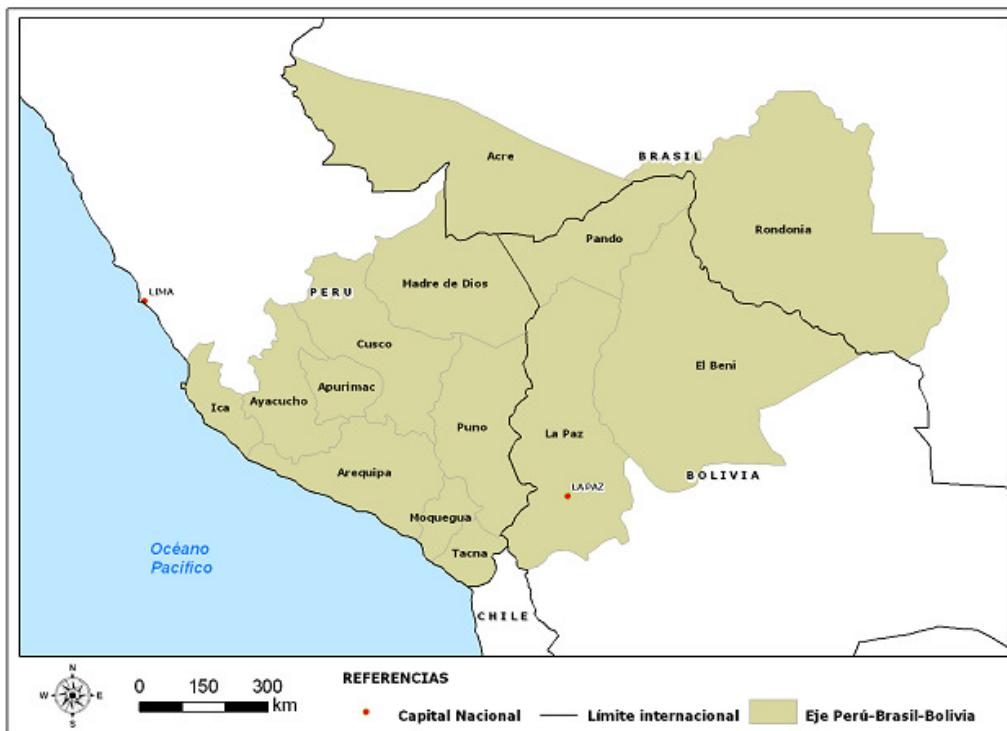 BRASIL
Acre
Rondonia
Pando
Madre de Dios
PERU
LIMA
Cusco
El Beni
Apurimac
Ayacucho
Ica
Puno
La Paz
Arequipa
BOLIVIA
LA PAZ
Moquegua
Tacna
Océano
Pacifico
CHILE
N
W
E
S
0 150 300
km
REFERENCIAS
Capital Nacional
Límite internacional
Eje Perú-Brasil-Bolivia